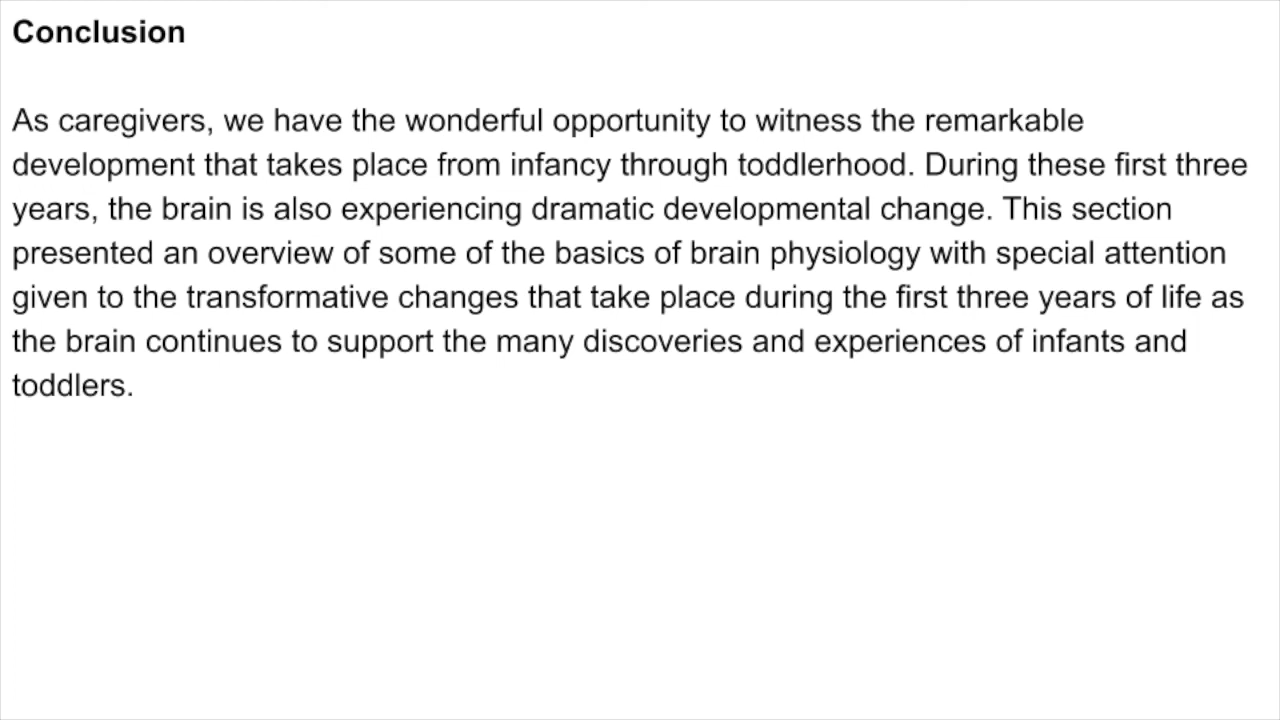 Conclusion
As caregivers, we have the wonderful opportunity to witness the remarkable
development that takes place from infancy through toddlerhood. During these first three
years, the brain is also experiencing dramatic developmental change. This section
presented an overview of some of the basics of brain physiology with special attention
given to the transformative changes that take place during the first three years of life as
the brain continues to support the many discoveries and experiences of infants and
toddlers.